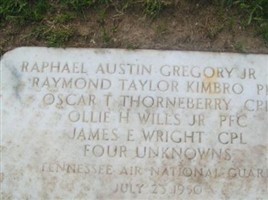 RAPHAEL AUSTIN GREGORY JR
RAYMOND TAYLOR KIMBRO
OSCAR T THORNEBERRY CPL
OLLIE H WILLS JR PFC
JAMES E WRIGHT CPL
FOUR UNKNOWNS
TENNESSEE AIR NATIONAL GUARD
JULY 23 1950